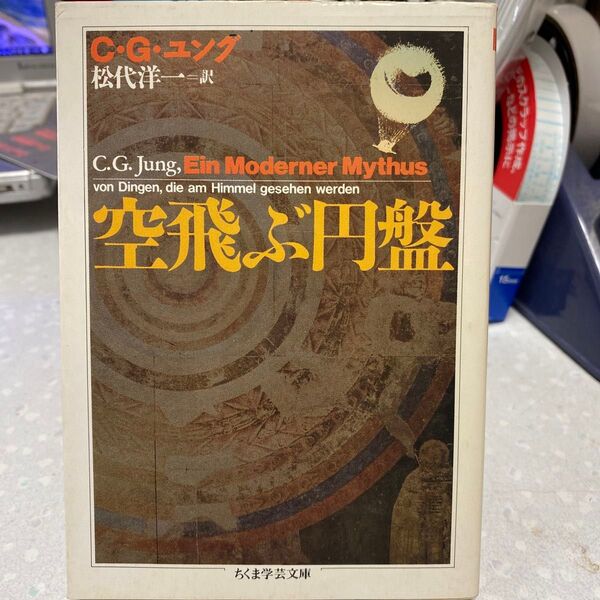 C・G・ユング
松代洋一=訳
C.G. Jung, Ein Moderner Mythus
von Dingen, die am Himmel gesehen werden
空飛ぶ円盤
ちくま学芸文庫